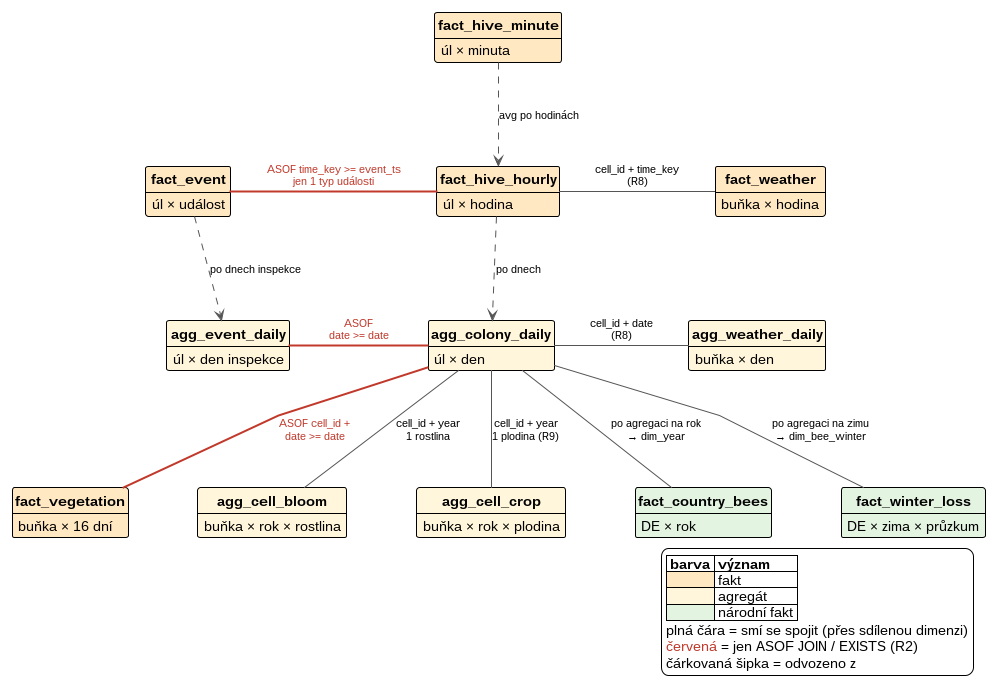 fact_hive_minute
úl × minuta
avg po hodinách
fact_event
úl × událost
ASOF time_key >= event_ts
jen 1 typ události
fact_hive_hourly
úl × hodina
cell_id + time_key
(R8)
fact_weather
buňka × hodina
po dnech inspekce
po dnech
agg_event_daily
úl × den inspekce
ASOF
date >= date
agg_colony_daily
úl × den
cell_id + date
(R8)
agg_weather_daily
buňka × den
ASOF cell_id +
date >= date
cell_id + year
1 rostlina
cell_id + year
1 plodina (R9)
po agregaci na rok
→ dim_year
po agregaci na zimu
→ dim_bee_winter
fact_vegetation
buňka × 16 dní
agg_cell_bloom
buňka × rok × rostlina
agg_cell_crop
buňka × rok × plodina
fact_country_bees
DE × rok
fact_winter_loss
DE × zima × průzkum
barva význam
fakt
agregát
národní fakt
plná čára = smí se spojit (přes sdílenou dimenzi)
červená = jen ASOF JOIN / EXISTS (R2)
čárkovaná šipka = odvozeno z